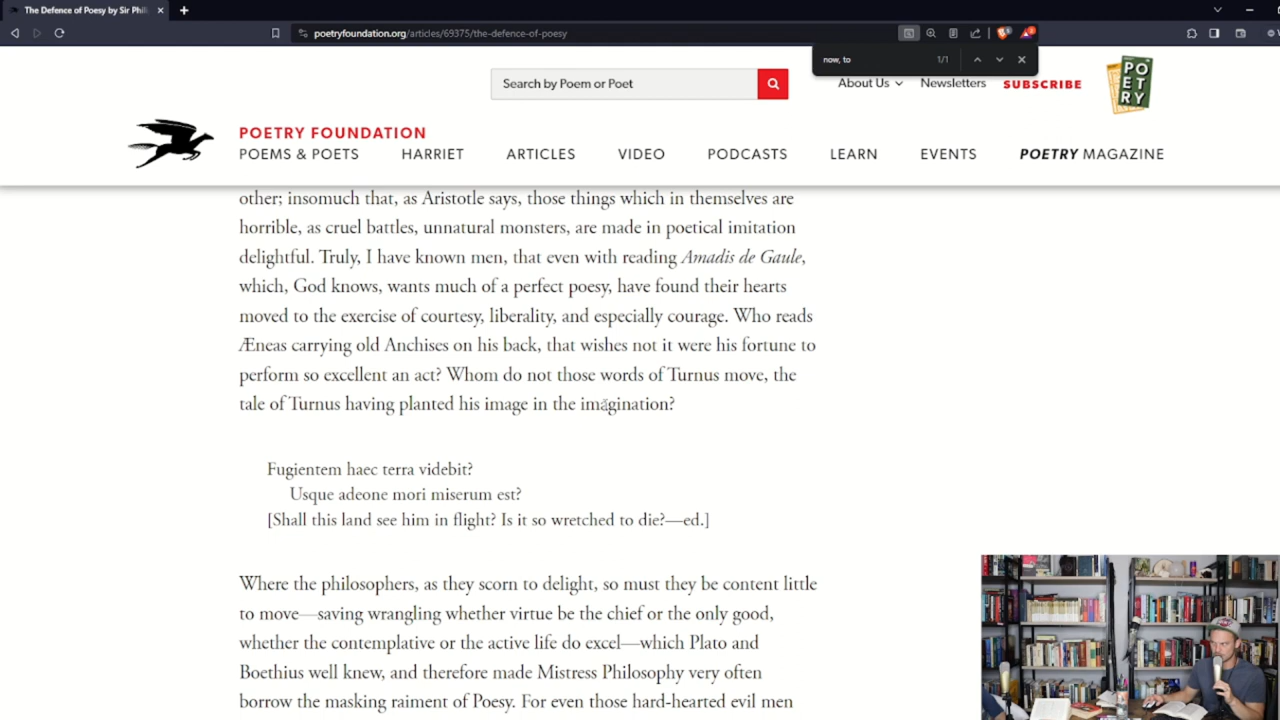 The Defence of Poesy by Sir Phili
poetryfoundation.org/articles/69375/the-defence-of-poesy
now, to 1/1
Search by Poem or Poet
About Us
Newsletters
SUBSCRIBE
PO
ET
RY
POETRY FOUNDATION
POEMS & POETS HARRIET ARTICLES VIDEO PODCASTS LEARN EVENTS POETRY MAGAZINE
other; insomuch that, as Aristotle says, those things which in themselves are
horrible, as cruel battles, unnatural monsters, are made in poetical imitation
delightful. Truly, I have known men, that even with reading Amadis de Gaule,
which, God knows, wants much of a perfect poesy, have found their hearts
moved to the exercise of courtesy, liberality, and especially courage. Who reads
Æneas carrying old Anchises on his back, that wishes not it were his fortune to
perform so excellent an act? Whom do not those words of Turnus move, the
tale of Turnus having planted his image in the imagination?
Fugientem haec terra videbit?
Usque adeone mori miserum est?
[Shall this land see him in flight? Is it so wretched to die?—ed.]
Where the philosophers, as they scorn to delight, so must they be content little
to move—saving wrangling whether virtue be the chief or the only good,
whether the contemplative or the active life do excel—which Plato and
Boethius well knew, and therefore made Mistress Philosophy very often
borrow the masking raiment of Poesy. For even those hard-hearted evil men